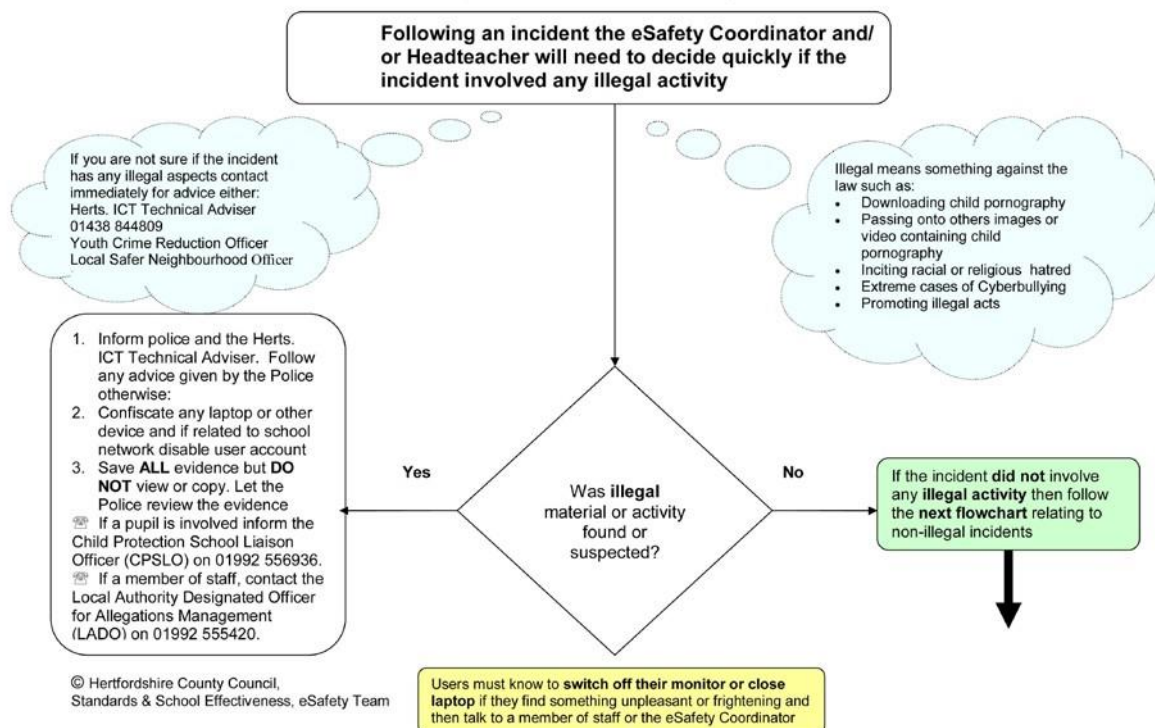 Following an incident the eSafety Coordinator and/
or Headteacher will need to decide quickly if the
incident involved any illegal activity
If you are not sure if the incident
has any illegal aspects contact
immediately for advice either:
Herts. ICT Technical Adviser
01438 844809
Youth Crime Reduction Officer
Local Safer Neighbourhood Officer
Illegal means something against the
law such as:
• Downloading child pornography
• Passing onto others images or
video containing child
pornography
• Inciting racial or religious hatred
• Extreme cases of Cyberbullying
• Promoting illegal acts
1. Inform police and the Herts.
ICT Technical Adviser. Follow
any advice given by the Police
otherwise:
2. Confiscate any laptop or other
device and if related to school
network disable user account
3. Save ALL evidence but DO
NOT view or copy. Let the
Police review the evidence
☏ If a pupil is involved inform the
Child Protection School Liaison
Officer (CPSLO) on 01992 556936.
☏ If a member of staff, contact the
Local Authority Designated Officer
for Allegations Management
(LADO) on 01992 555420.
Yes
Was illegal
material or activity
found or
suspected?
No
If the incident did not involve
any illegal activity then follow
the next flowchart relating to
non-illegal incidents
© Hertfordshire County Council,
Standards & School Effectiveness, eSafety Team
Users must know to switch off their monitor or close
laptop if they find something unpleasant or frightening and
then talk to a member of staff or the eSafety Coordinator